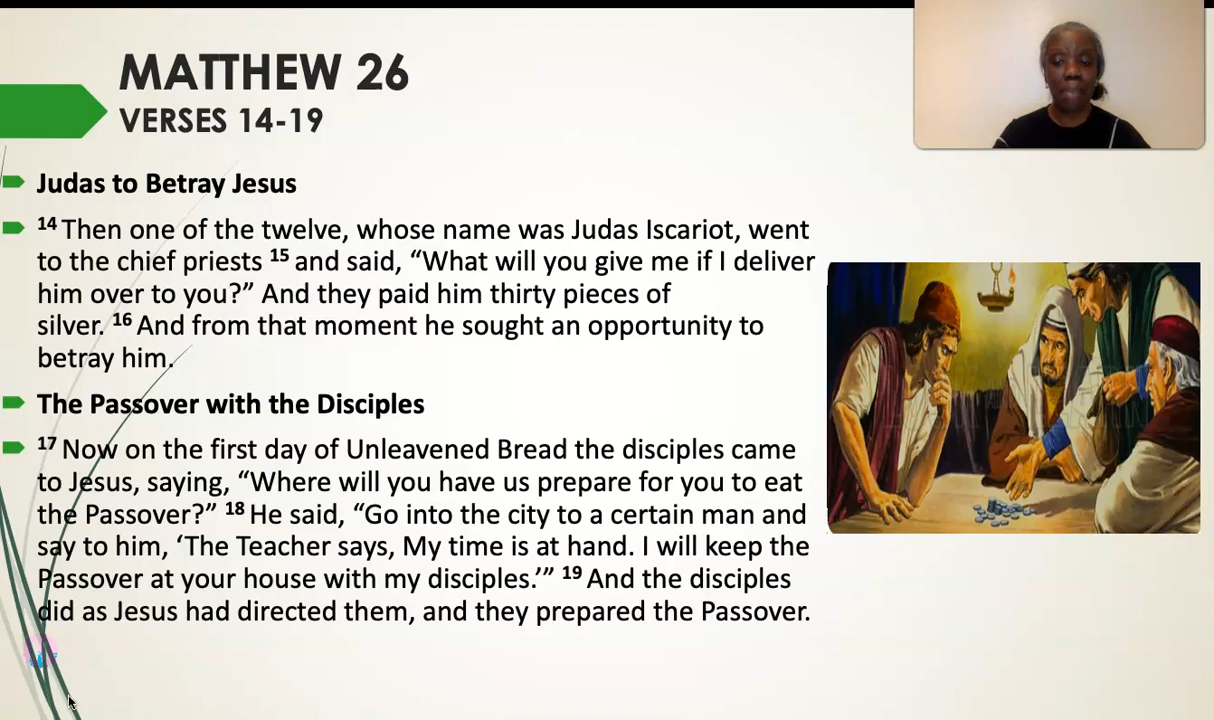 MATTHEW 26
VERSES 14-19
Judas to Betray Jesus
14 Then one of the twelve, whose name was Judas Iscariot, went
to the chief priests 15 and said, “What will you give me if I deliver
him over to you?” And they paid him thirty pieces of
silver. 16 And from that moment he sought an opportunity to
betray him.
The Passover with the Disciples
17 Now on the first day of Unleavened Bread the disciples came
to Jesus, saying, “Where will you have us prepare for you to eat
the Passover?” 18 He said, “Go into the city to a certain man and
say to him, ‘The Teacher says, My time is at hand. I will keep the
Passover at your house with my disciples.’” 19 And the disciples
did as Jesus had directed them, and they prepared the Passover.